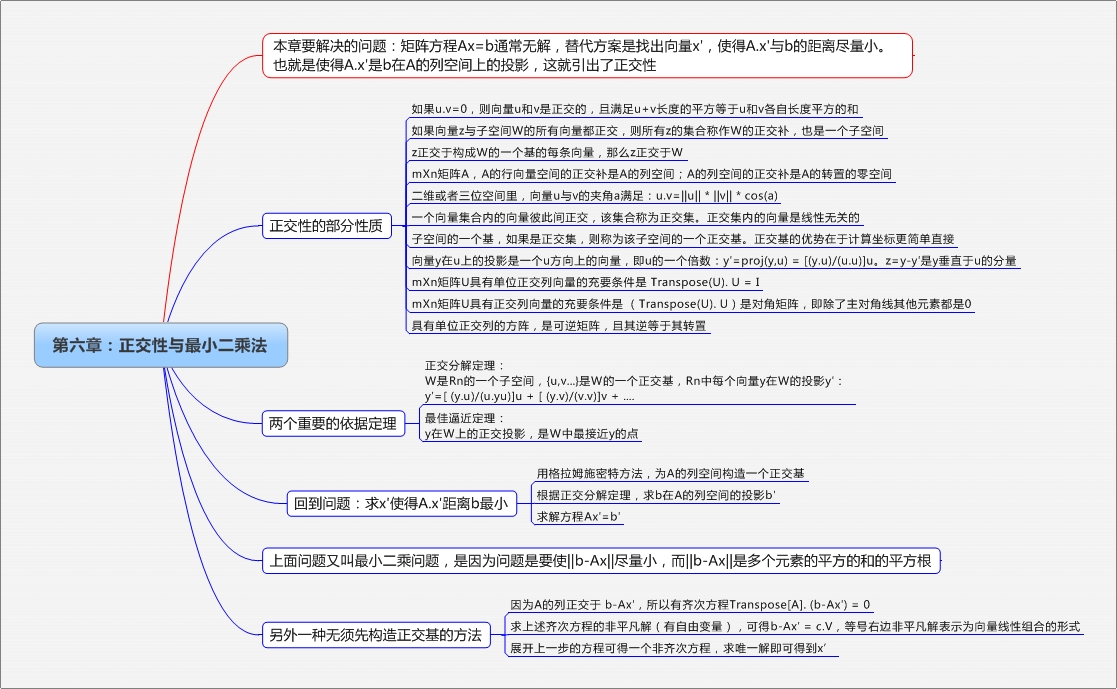 本章要解决的问题：矩阵方程Ax=b通常无解，替代方案是找出向量x'，使得A.x'与b的距离尽量小。
也就是使得A.x'是b在A的列空间上的投影，这就引出了正交性
如果u.v=0，则向量u和v是正交的，且满足u+v长度的平方等于u和v各自长度平方的和
如果向量z与子空间W的所有向量都正交，则所有z的集合称作W的正交补，也是一个子空间
z正交于构成W的一个基的每条向量，那么z正交于W
mXn矩阵A，A的行向量空间的正交补是A的列空间；A的列空间的正交补是A的转置的零空间
二维或者三位空间里，向量u与v的夹角a满足：u.v=||u|| * ||v|| * cos(a)
正交性的部分性质
一个向量集合内的向量彼此间正交，该集合称为正交集。正交集内的向量是线性无关的
子空间的一个基，如果是正交集，则称为该子空间的一个正交基。正交基的优势在于计算坐标更简单直接
向量y在u上的投影是一个u方向上的向量，即u的一个倍数：y'=proj(y,u) = [(y.u)/(u.u)]u。z=y-y'是y垂直于u的分量
mXn矩阵U具有单位正交列向量的充要条件是 Transpose(U). U = I
mXn矩阵U具有正交列向量的充要条件是 （ Transpose(U). U ）是对角矩阵，即除了主对角线其他元素都是0
具有单位正交列的方阵，是可逆矩阵，且其逆等于其转置
第六章：正交性与最小二乘法
两个重要的依据定理
正交分解定理：
W是Rn的一个子空间，{u,v...}是W的一个正交基，Rn中每个向量y在W的投影y'：
y'=[ (y.u)/(u.yu)]u + [ (y.v)/(v.v)]v + ....
最佳逼近定理：
y在W上的正交投影，是W中最接近y的点
回到问题：求x'使得A.x'距离b最小
用格拉姆施密特方法，为A的列空间构造一个正交基
根据正交分解定理，求b在A的列空间的投影b'
求解方程Ax'=b'
上面问题又叫最小二乘问题，是因为问题是要使||b-Ax||尽量小，而||b-Ax||是多个元素的平方的和的平方根
另外一种无须先构造正交基的方法
因为A的列正交于 b-Ax'，所以有齐次方程Transpose[A]. (b-Ax') = 0
求上述齐次方程的非平凡解（有自由变量），可得b-Ax' = c.V，等号右边非平凡解表示为向量线性组合的形式
展开上一步的方程可得一个非齐次方程，求唯一解即可得到x'